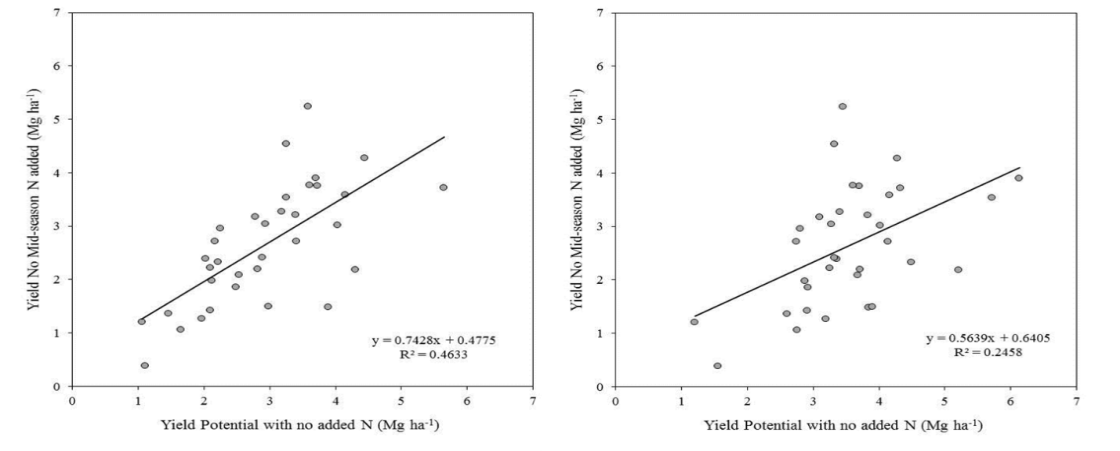 7
6
5
4
3
2
1
0
Yield No Mid-season N added (Mg ha⁻¹)
y = 0.7428x + 0.4775
R² = 0.4633
0 1 2 3 4 5 6 7
Yield Potential with no added N (Mg ha⁻¹)
7
6
5
4
3
2
1
0
Yield No Mid-season N added (Mg ha⁻¹)
y = 0.5639x + 0.6405
R² = 0.2458
0 1 2 3 4 5 6 7
Yield Potential with no added N (Mg ha⁻¹)